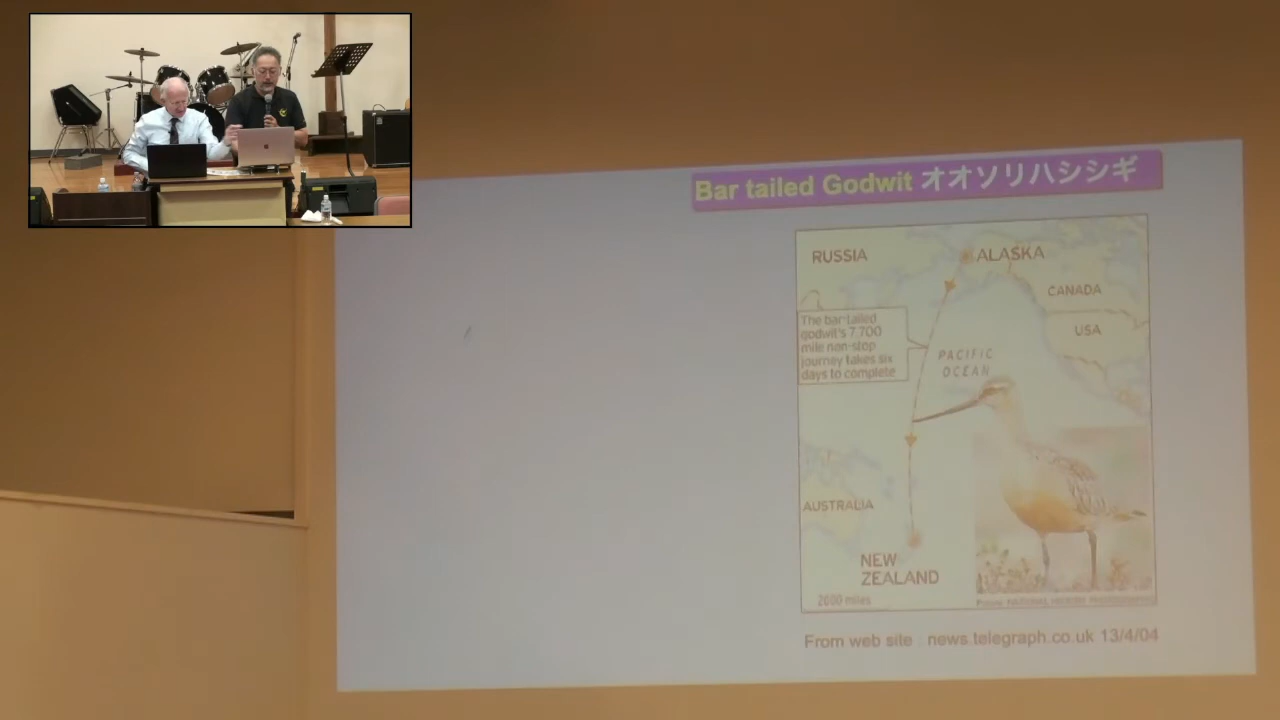 Bar tailed Godwit オオソリハシシギ
RUSSIA
ALASKA
CANADA
USA
The bar-tailed
godwit's 7,700
mile non-stop
journey takes six
days to complete
PACIFIC
OCEAN
AUSTRALIA
NEW
ZEALAND
2000 miles
From web site : news.telegraph.co.uk 13/4/04